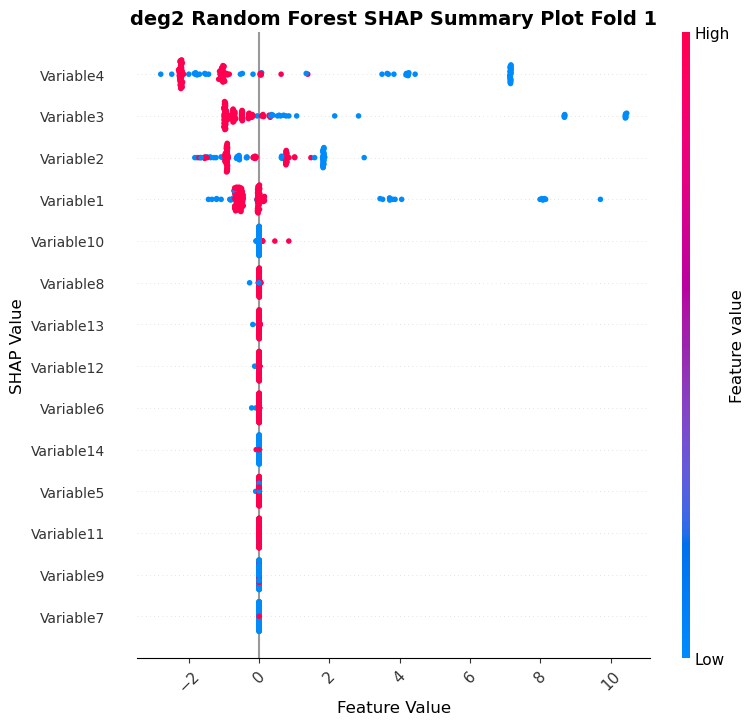 deg2 Random Forest SHAP Summary Plot Fold 1
High
Variable4
Variable3
Variable2
Variable1
Variable10
Variable8
Variable13
Variable12
Variable6
Variable14
Variable5
Variable11
Variable9
Variable7
SHAP Value
Feature value
Low
−2
0
2
4
6
8
10
Feature Value